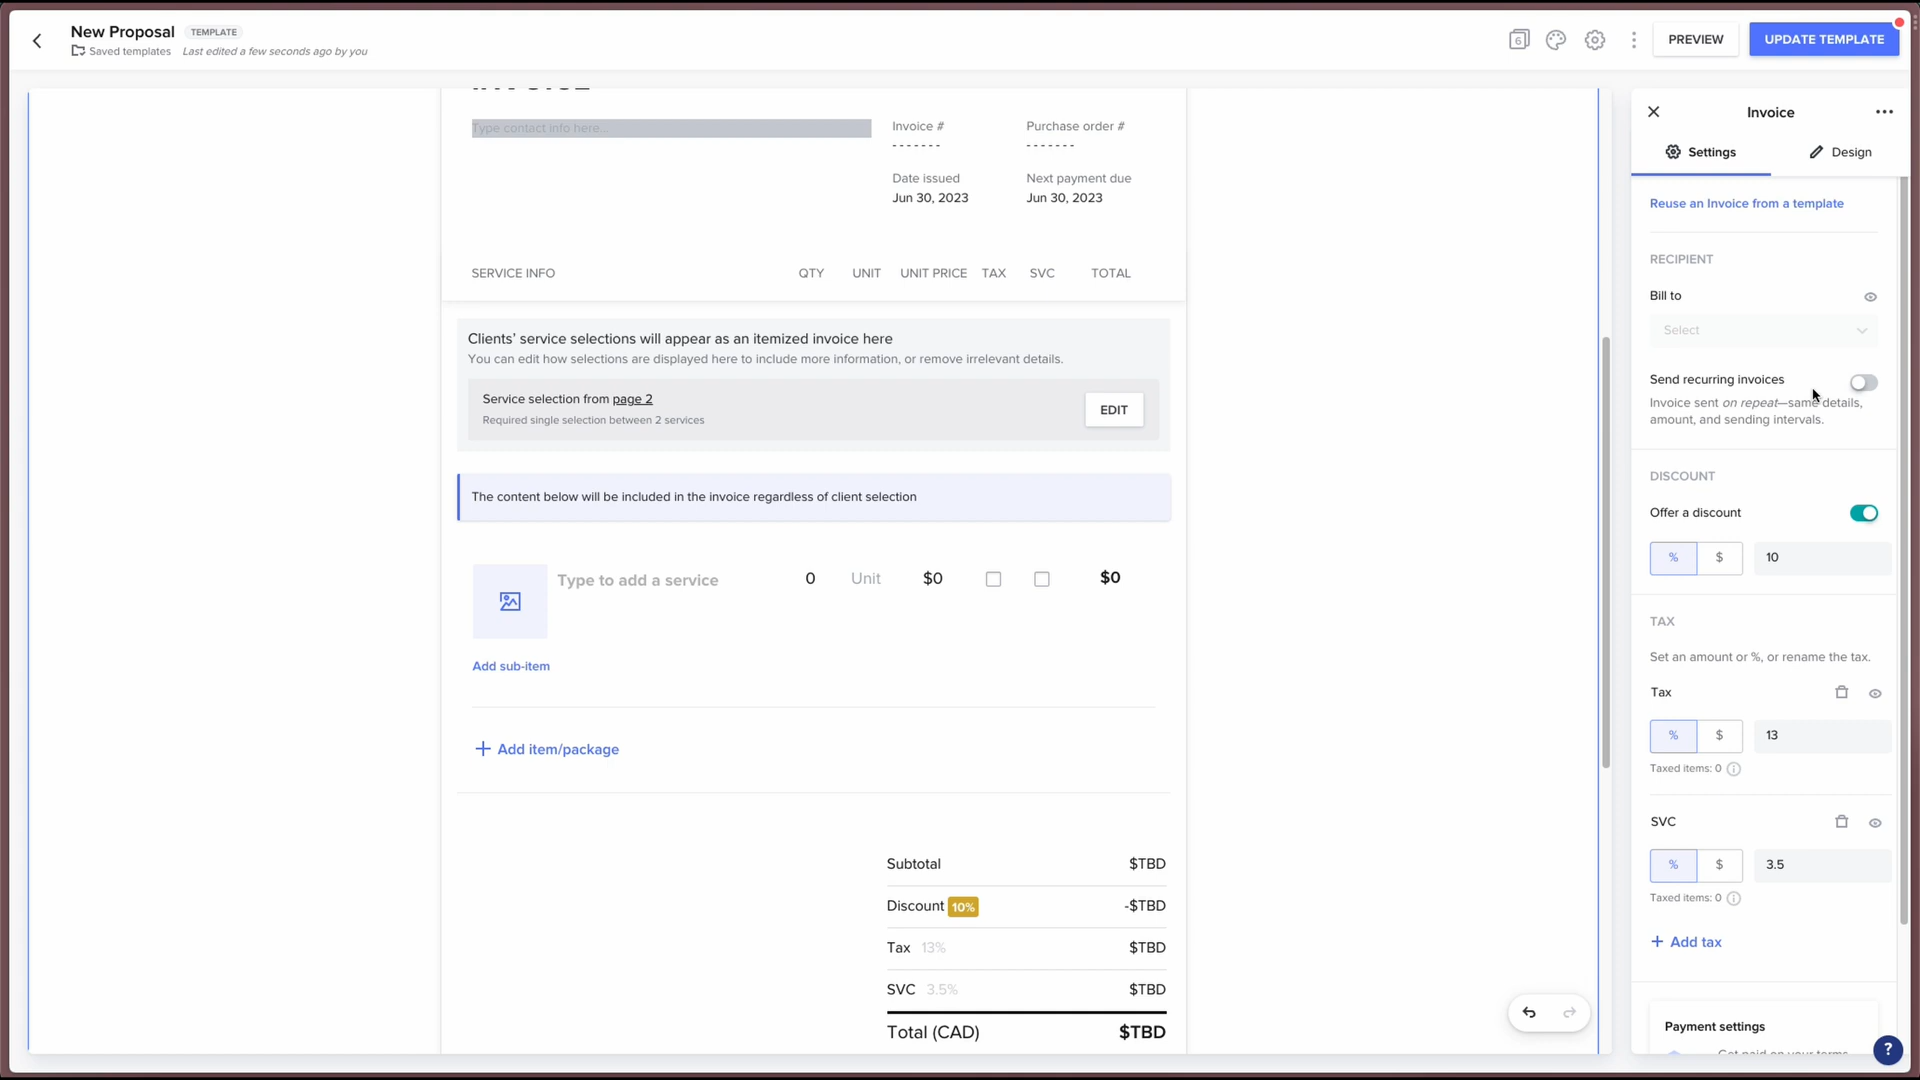 New Proposal TEMPLATE
Saved templates Last edited a few seconds ago by you
6
PREVIEW
UPDATE TEMPLATE
Type contact info here...
Invoice # Purchase order #
- - - - - - - - - - - - - -
Date issued Next payment due
Jun 30, 2023 Jun 30, 2023
SERVICE INFO QTY UNIT UNIT PRICE TAX SVC TOTAL
Clients' service selections will appear as an itemized invoice here
You can edit how selections are displayed here to include more information, or remove irrelevant details.
Service selection from page 2
Required single selection between 2 services
EDIT
The content below will be included in the invoice regardless of client selection
Type to add a service 0 Unit $0 $0
Add sub-item
+ Add item/package
Subtotal $TBD
Discount 10% -$TBD
Tax 13% $TBD
SVC 3.5% $TBD
Total (CAD) $TBD
Invoice
Settings Design
Reuse an Invoice from a template
RECIPIENT
Bill to
Select
Send recurring invoices
Invoice sent on repeat—same details,
amount, and sending intervals.
DISCOUNT
Offer a discount
% $ 10
TAX
Set an amount or %, or rename the tax.
Tax
% $ 13
Taxed items: 0
SVC
% $ 3.5
Taxed items: 0
+ Add tax
Payment settings
Get paid on your terms
?